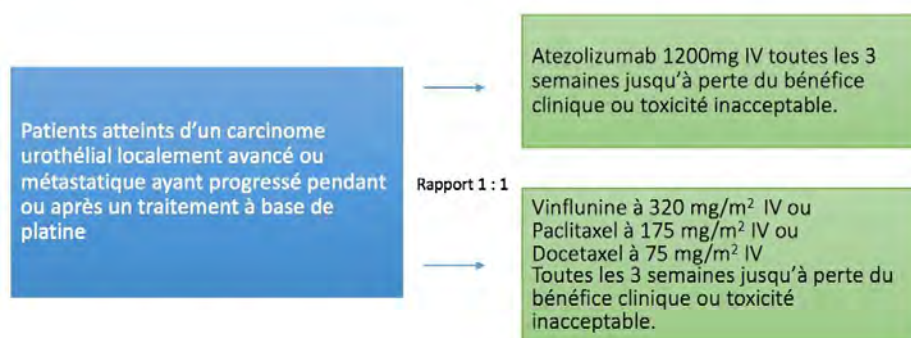 Patients atteints d'un carcinome
urothélial localement avancé ou
métastatique ayant progressé pendant
ou après un traitement à base de
platine
Rapport 1 : 1
Atezolizumab 1200mg IV toutes les 3
semaines jusqu'à perte du bénéfice
clinique ou toxicité inacceptable.
Vinflunine à 320 mg/m² IV ou
Paclitaxel à 175 mg/m² IV ou
Docetaxel à 75 mg/m² IV
Toutes les 3 semaines jusqu'à perte du
bénéfice clinique ou toxicité
inacceptable.